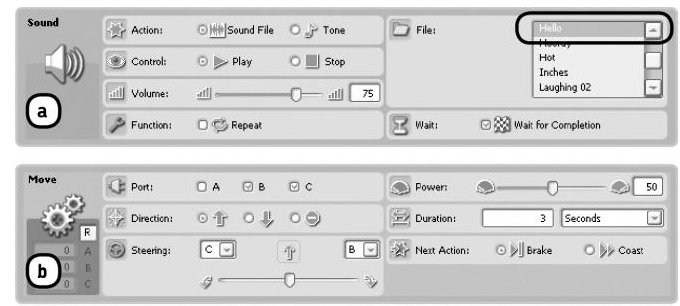 Sound
Action: Sound File Tone
Control: Play Stop
Volume: 75
Function: Repeat
File: Hello
Hooray
Hot
Inches
Laughing 02
Wait: Wait for Completion
a
Move
Port: A B C
Direction:
Steering: C B
R
0 A
0 B
0 C
Power: 50
Duration: 3 Seconds
Next Action: Brake Coast
b